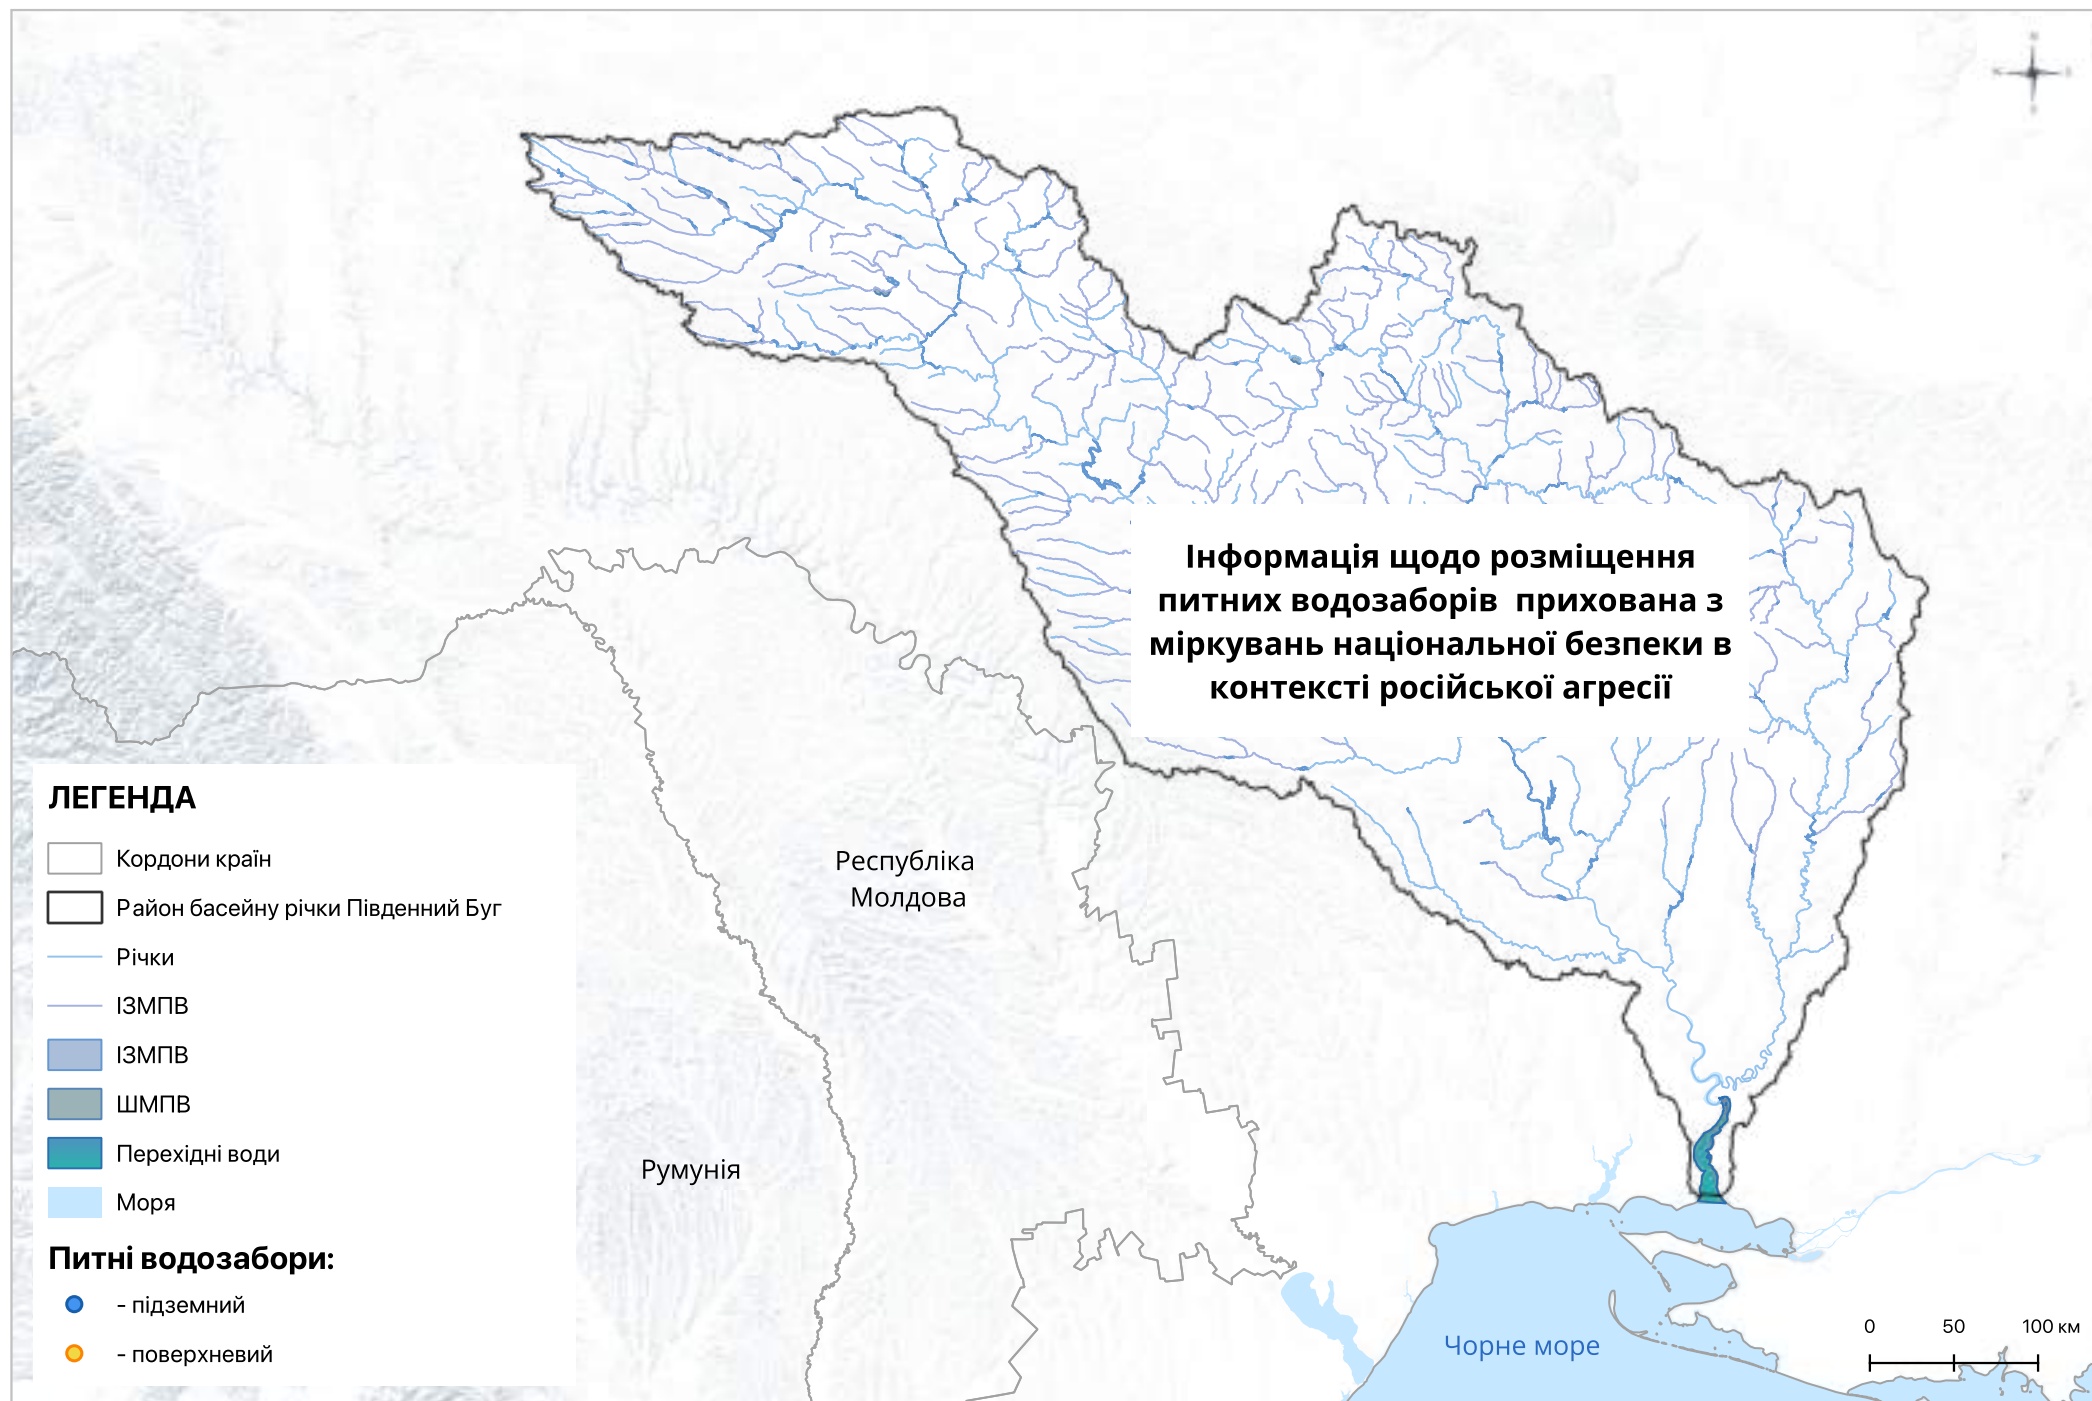 Інформація щодо розміщення
питних водозаборів прихована з
міркувань національної безпеки в
контексті російської агресії
ЛЕГЕНДА
Кордони країн
Район басейну річки Південний Буг
Річки
ІЗМПВ
ІЗМПВ
ШМПВ
Перехідні води
Моря
Питні водозабори:
- підземний
- поверхневий
Республіка
Молдова
Румунія
Чорне море
0 50 100 км